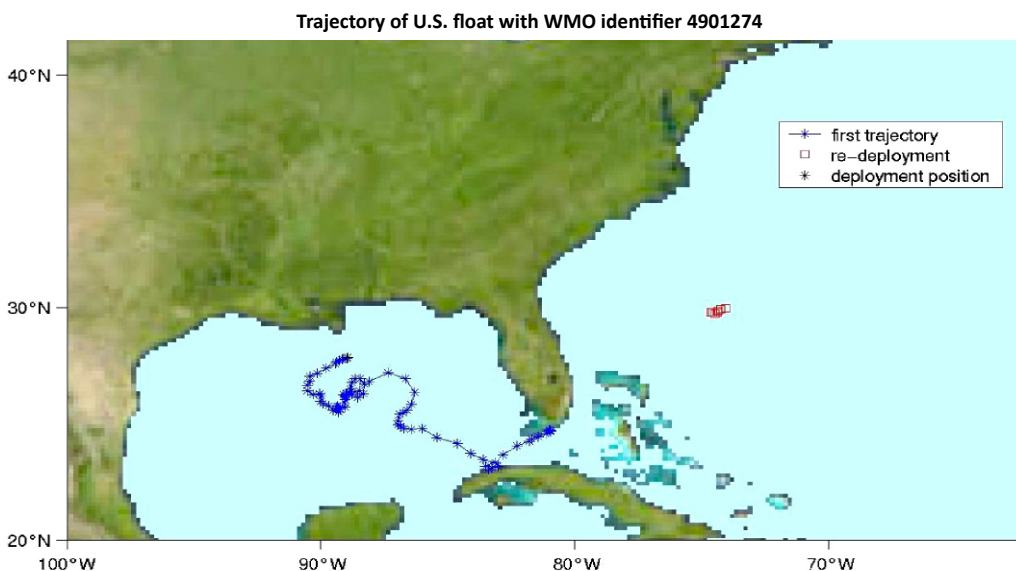 Trajectory of U.S. float with WMO identifier 4901274
40°N
first trajectory
re-deployment
deployment position
30°N
20°N
100°W 90°W 80°W 70°W